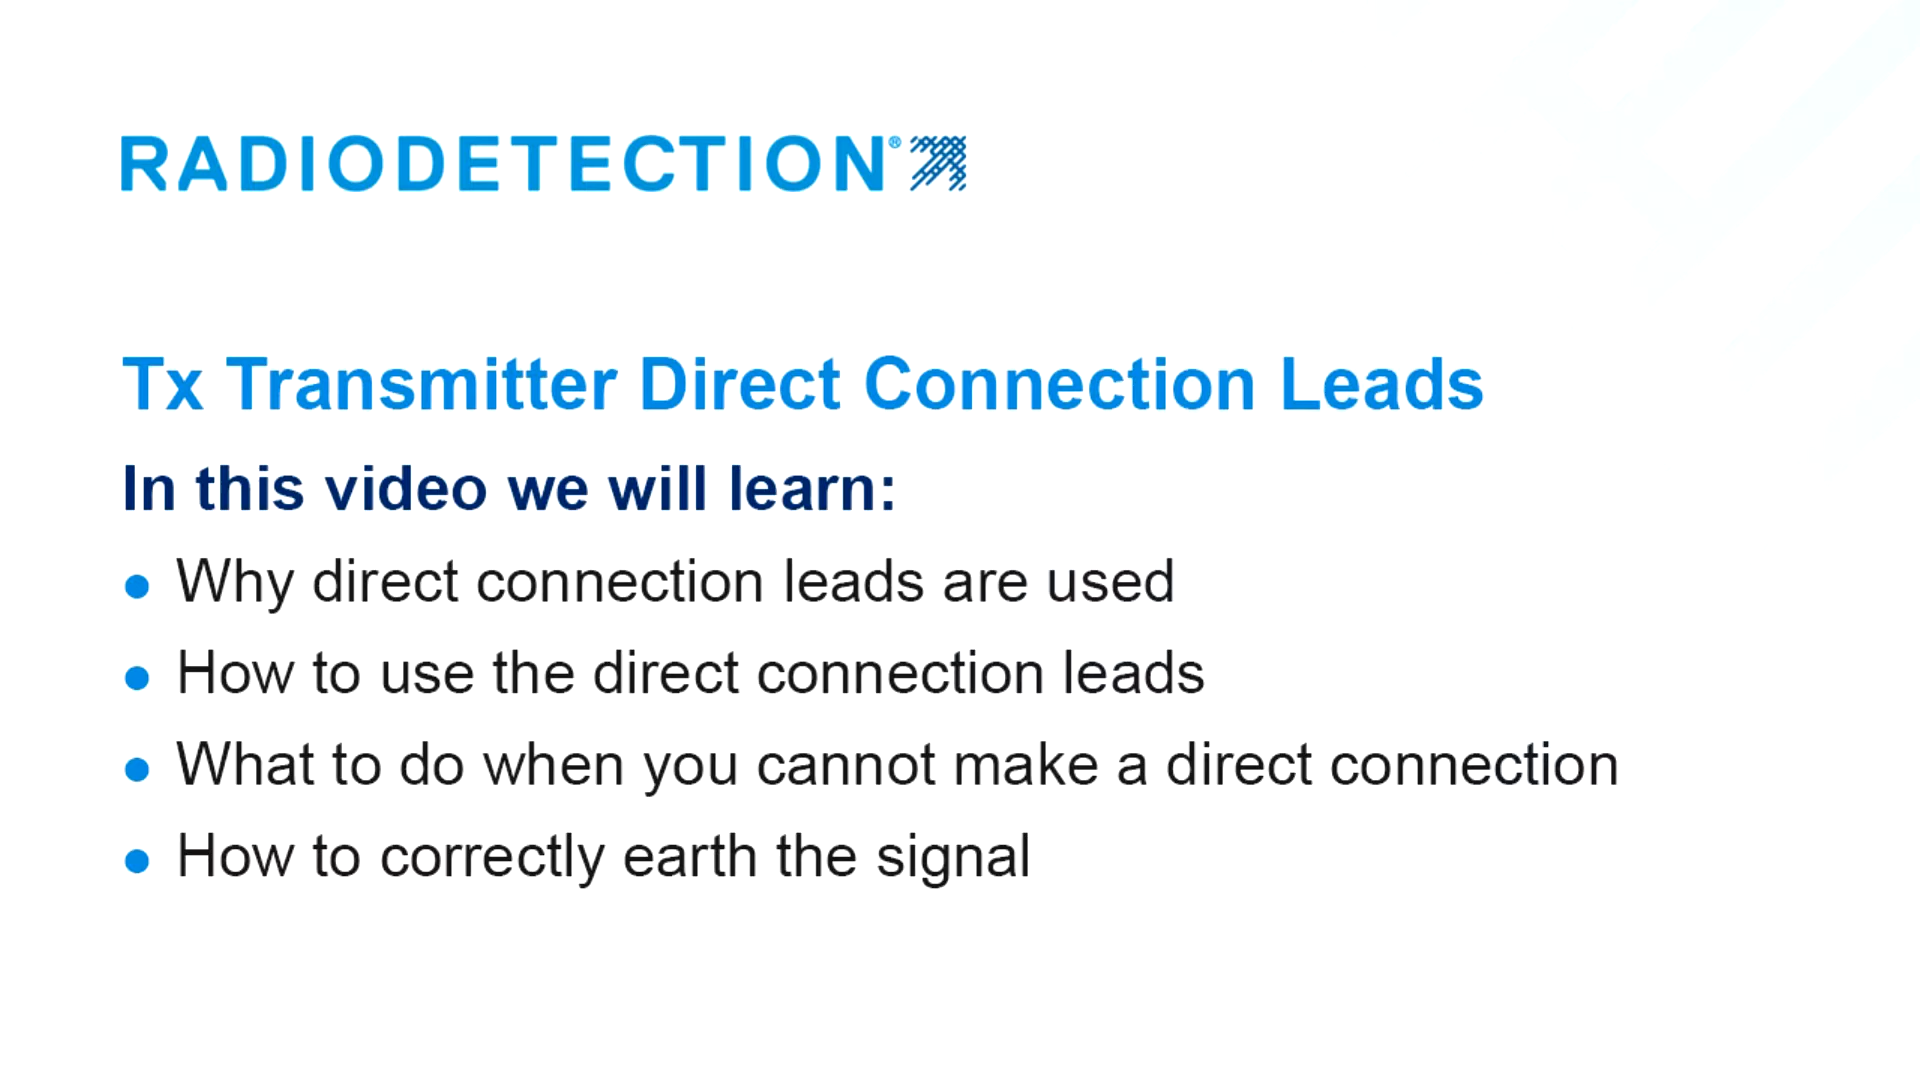 RADIODETECTION®
Tx Transmitter Direct Connection Leads
In this video we will learn:
• Why direct connection leads are used
• How to use the direct connection leads
• What to do when you cannot make a direct connection
• How to correctly earth the signal